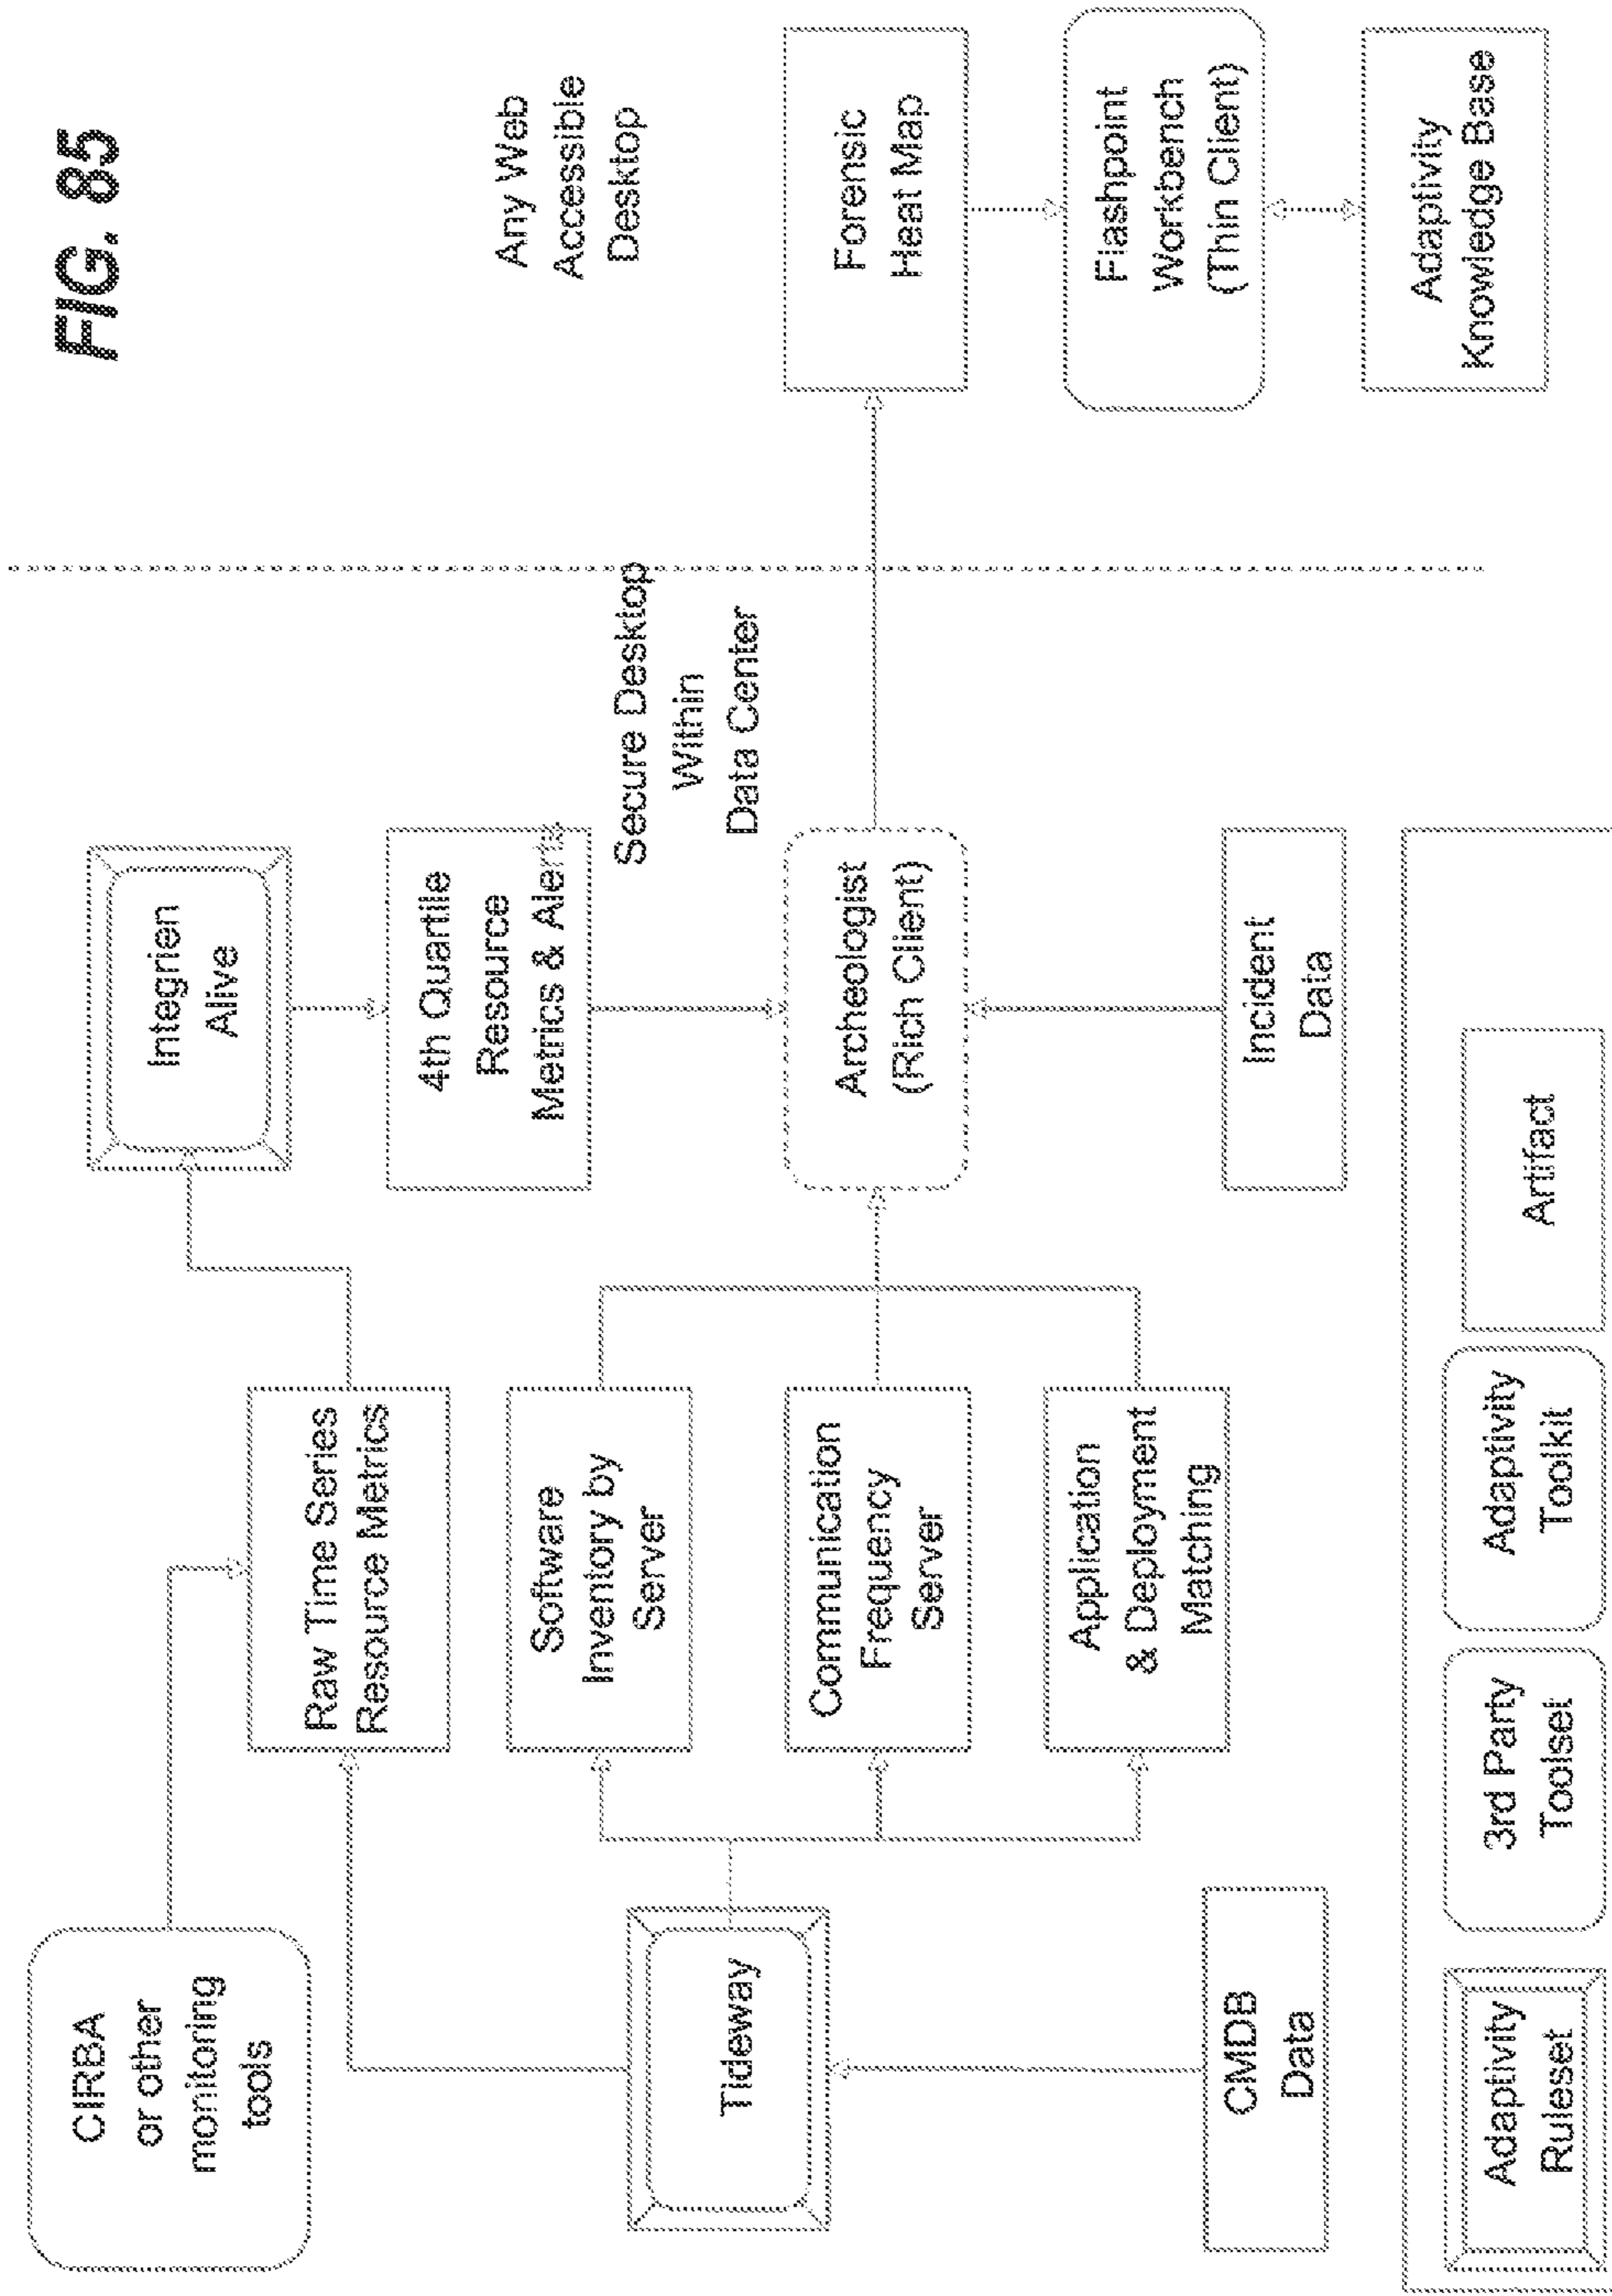 FIG. 85
CIRBA
or other
monitoring
tools
Raw Time Series
Resource Metrics
Integrien
Alive
4th Quartile
Resource
Metrics & Alerts
Any Web
Accessible
Desktop
Secure Desktop
Within
Data Center
Tideway
Software
Inventory by
Server
Communication
Frequency
Server
Application
& Deployment
Matching
Archeologist
(Rich Client)
Forensic
Heat Map
Flashpoint
Workbench
(Thin Client)
Adaptivity
Knowledge Base
CMDB
Data
Incident
Data
Adaptivity
Ruleset
3rd Party
Toolset
Adaptivity
Toolkit
Artifact